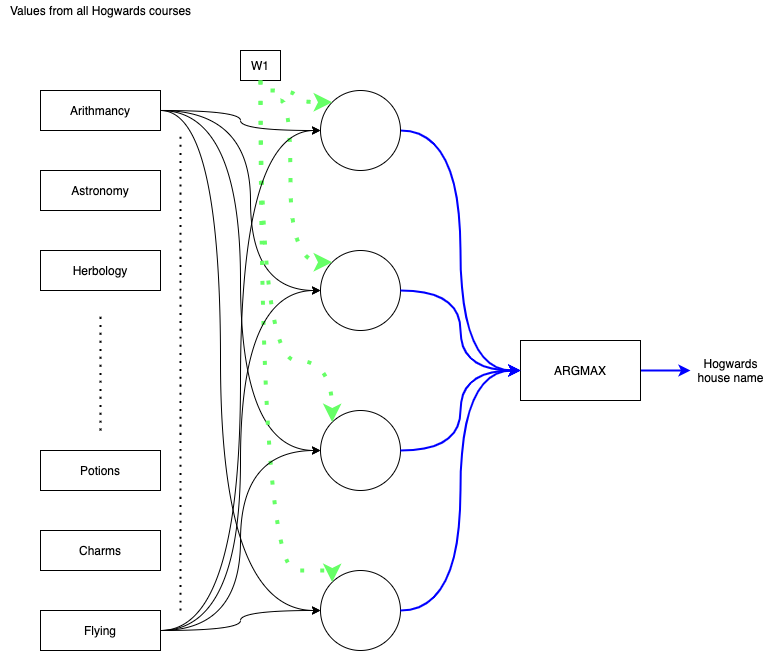 Values from all Hogwards courses
W1
Arithmancy
Astronomy
Herbology
Potions
Charms
Flying
ARGMAX
Hogwards
house name